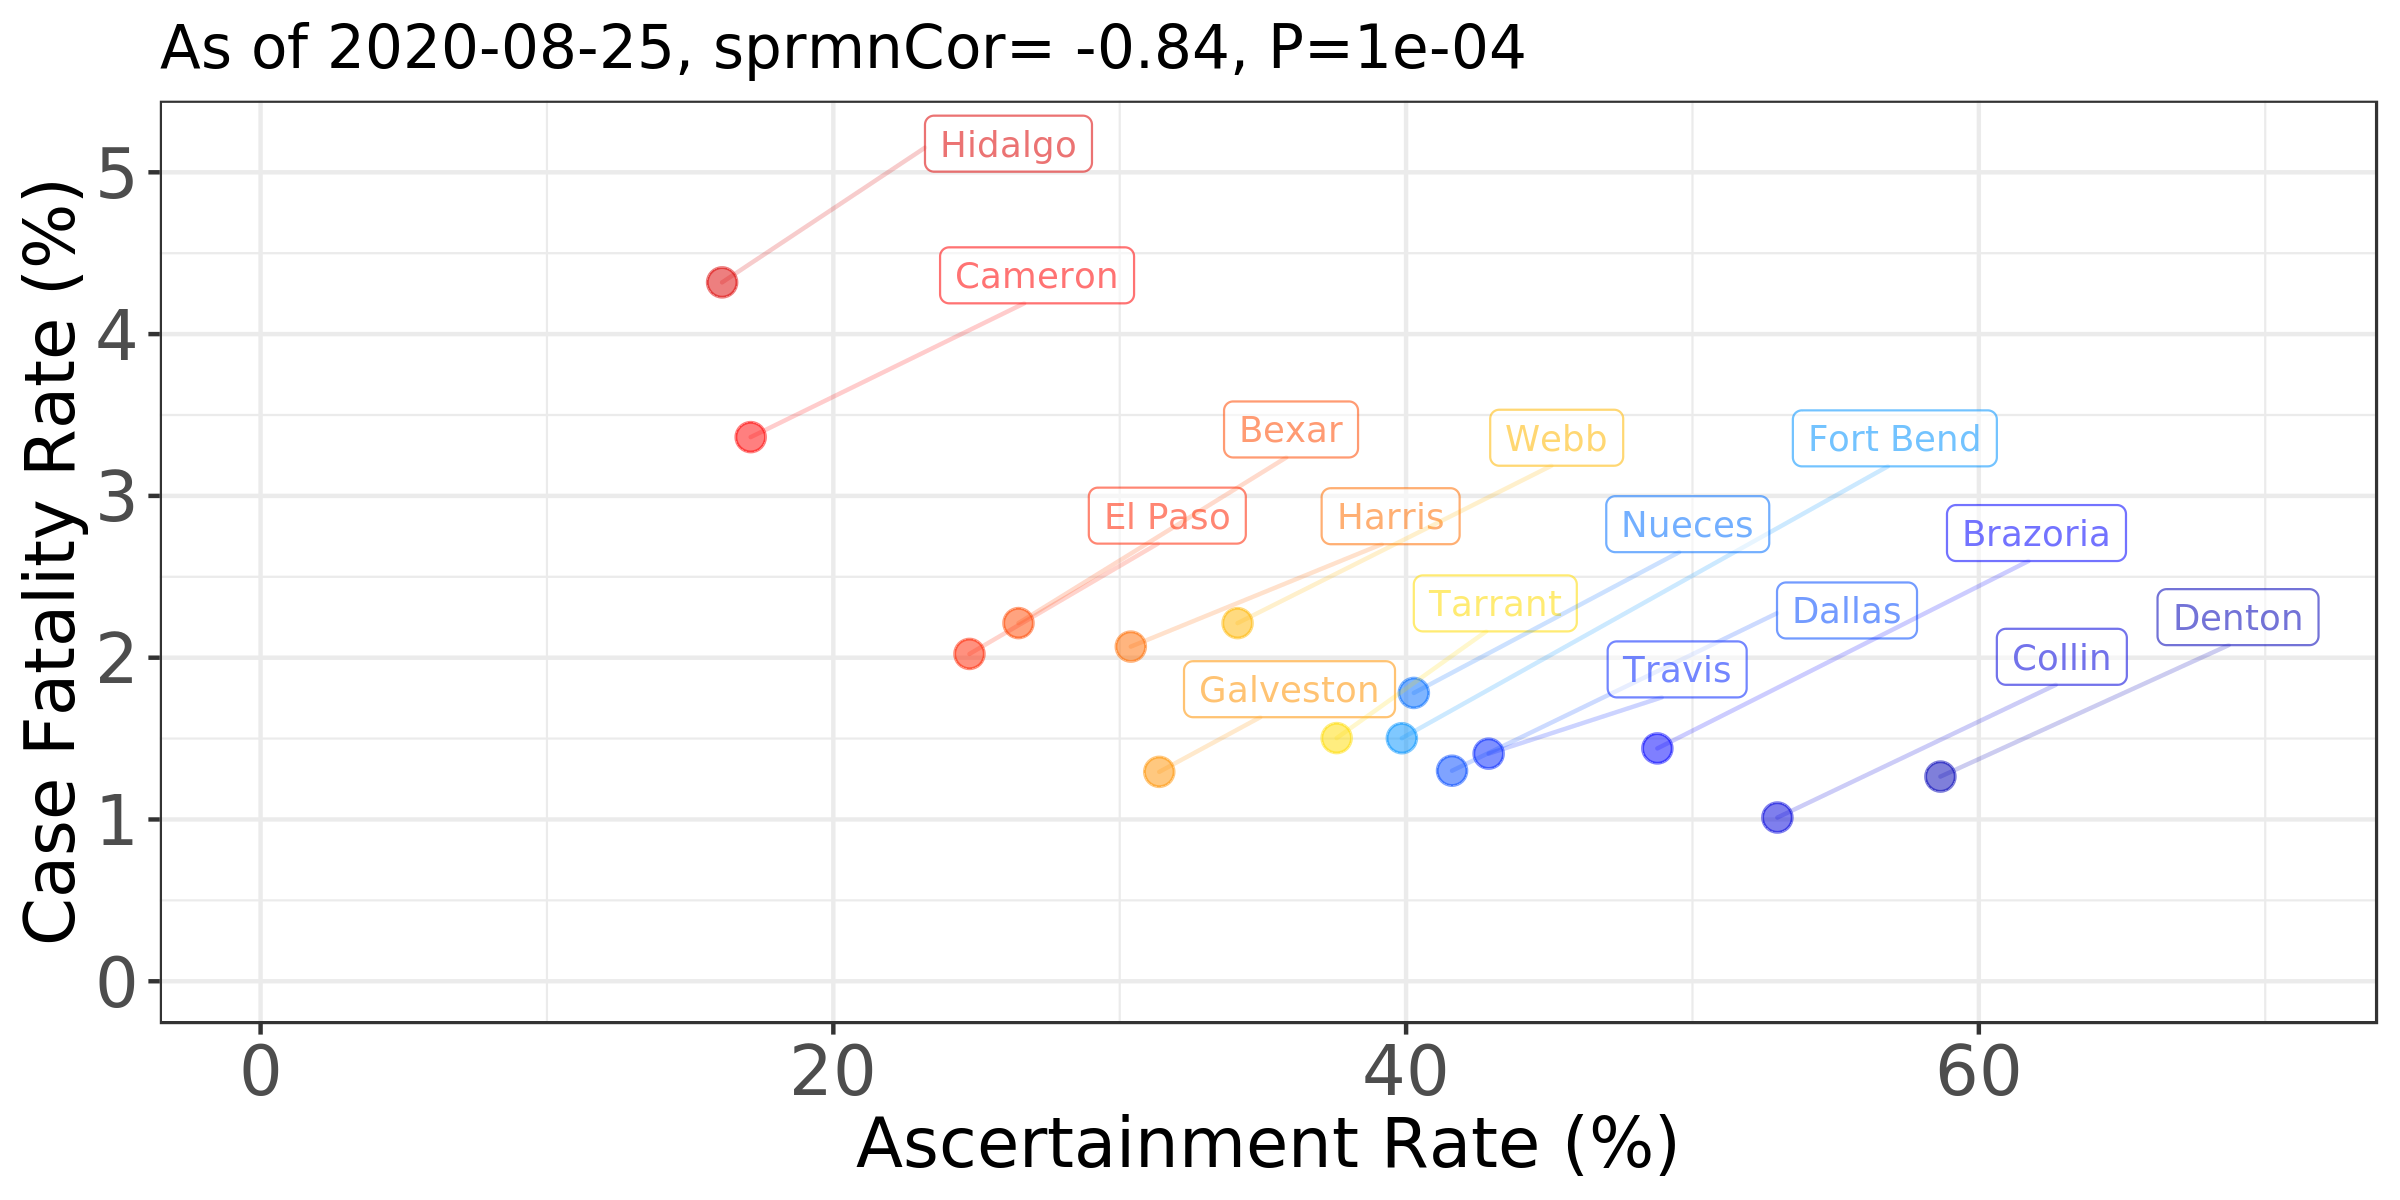 As of 2020-08-25, sprmnCor= -0.84, P=1e-04
Case Fatality Rate (%)
5
4
3
2
1
0
Hidalgo
Cameron
Bexar
Webb
Fort Bend
El Paso
Harris
Nueces
Brazoria
Tarrant
Dallas
Denton
Galveston
Travis
Collin
0 20 40 60
Ascertainment Rate (%)